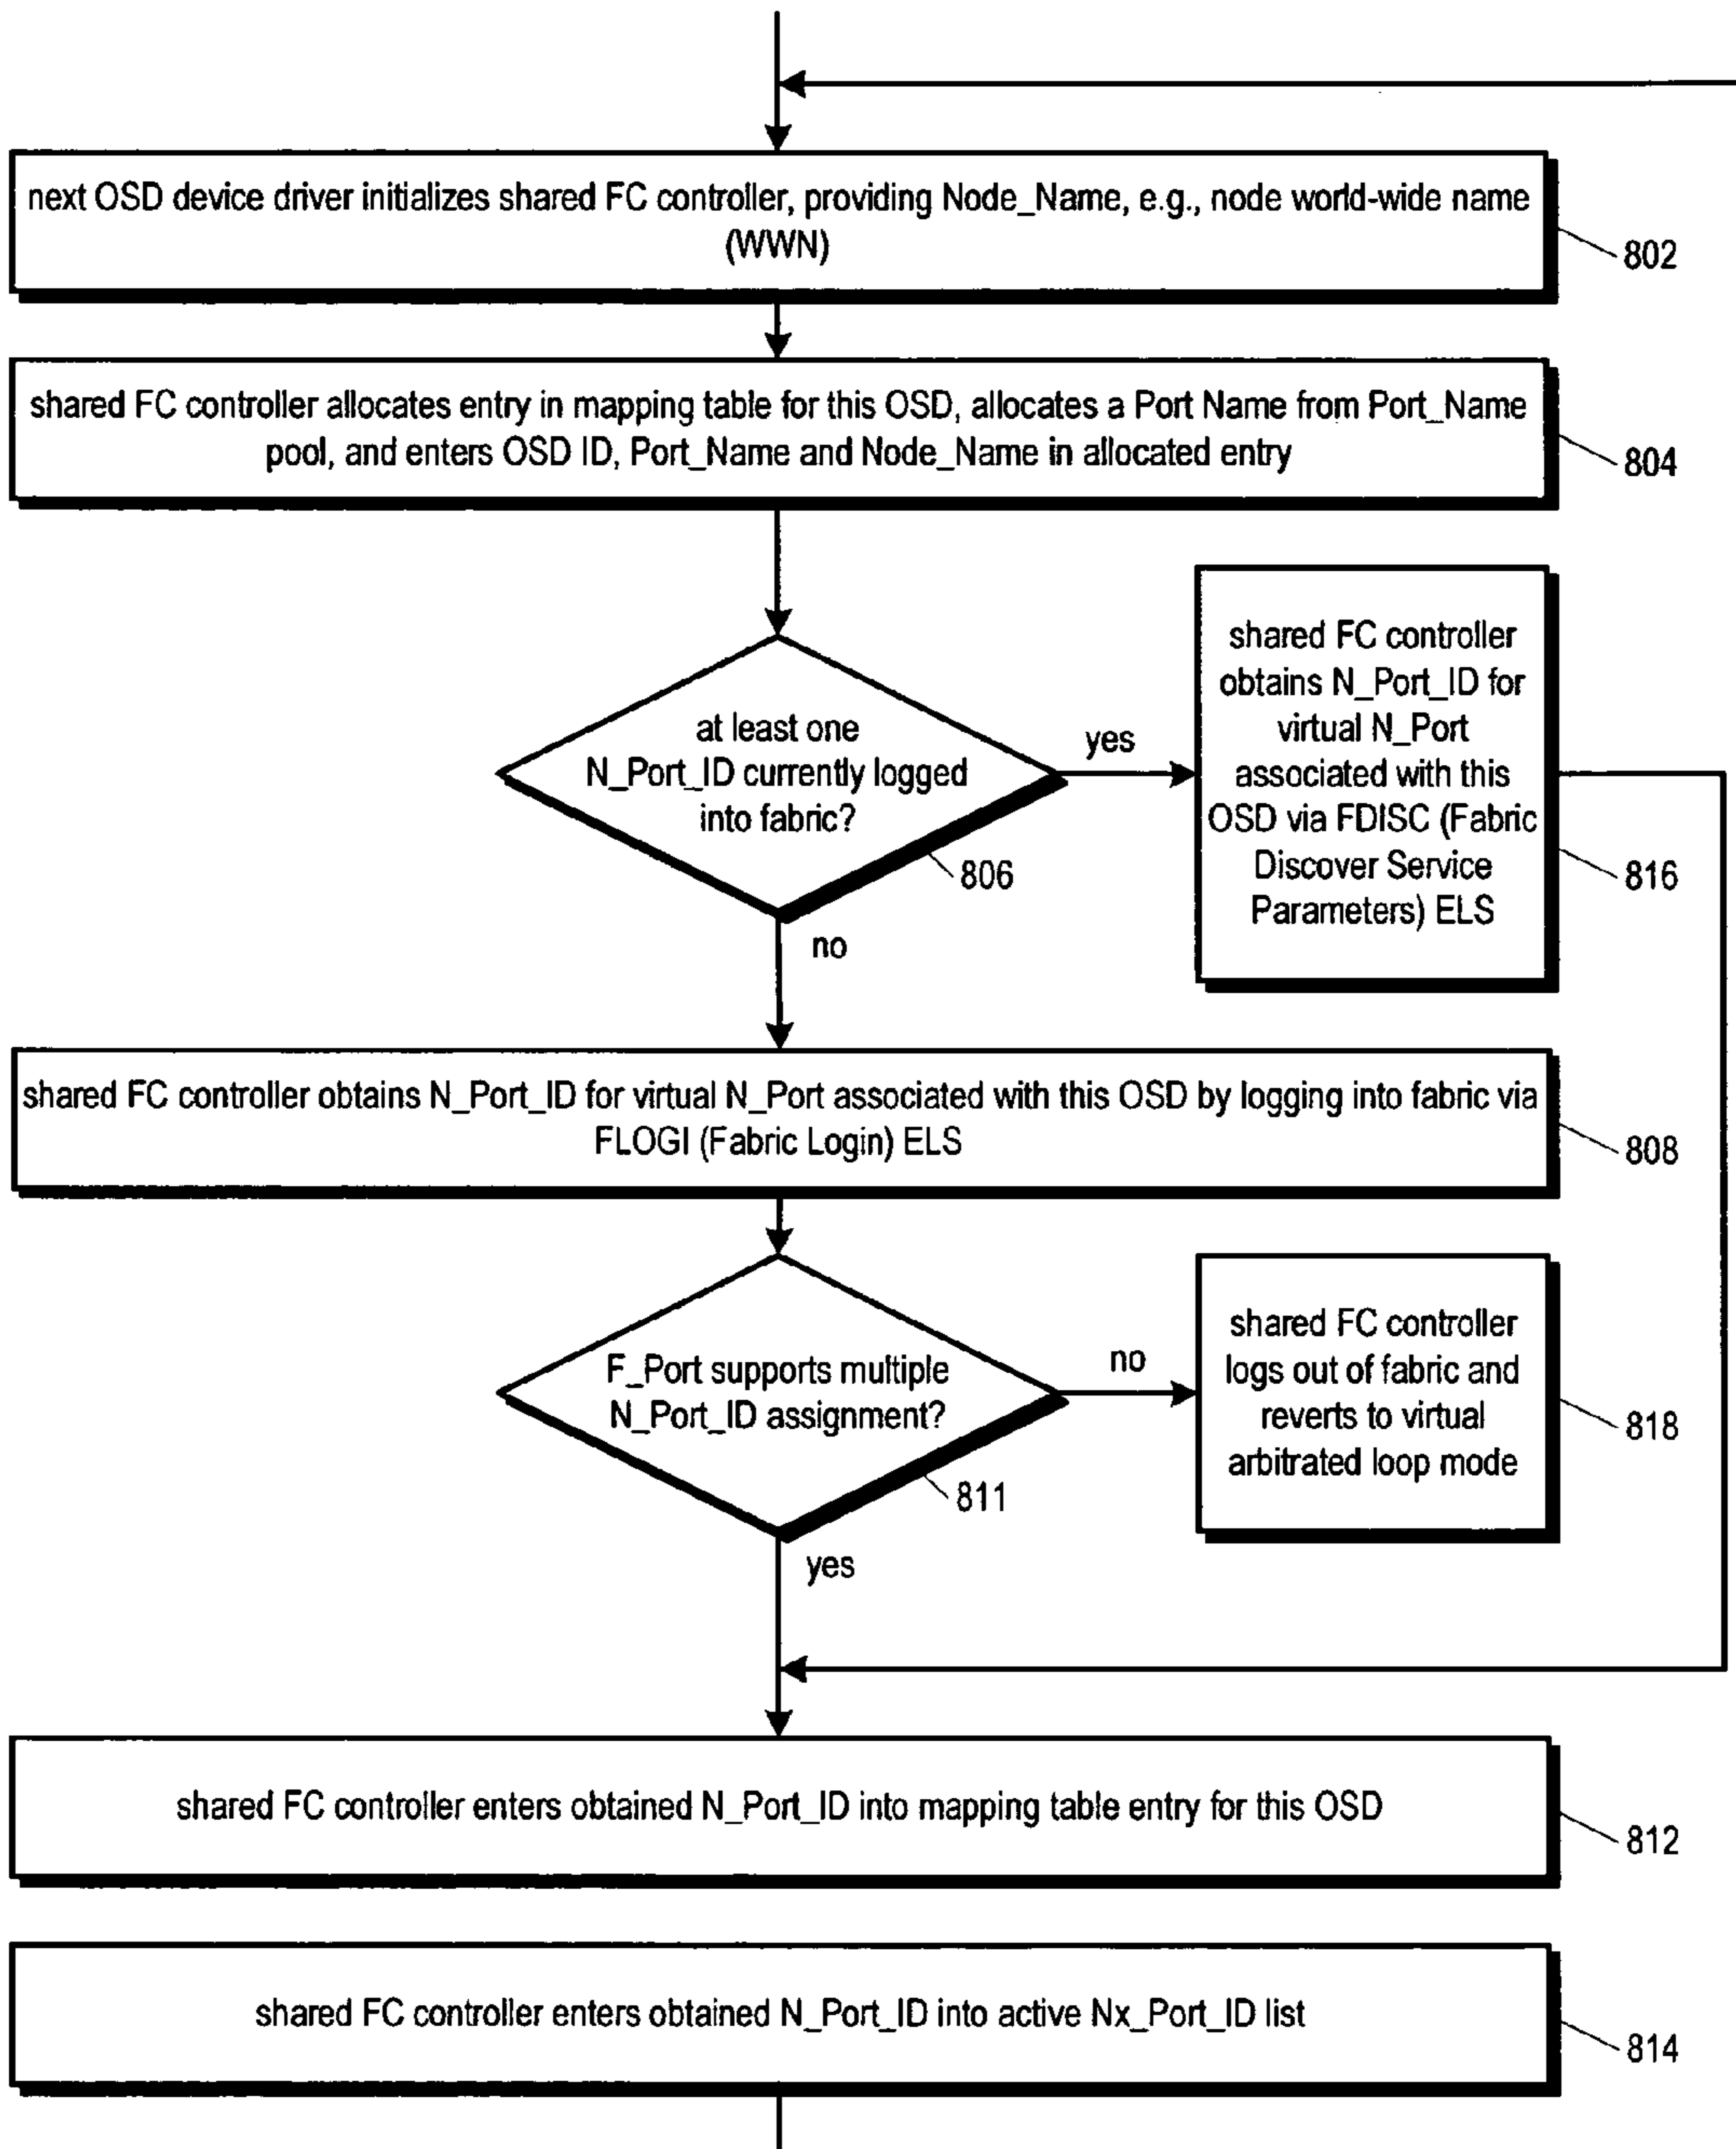 next OSD device driver initializes shared FC controller, providing Node_Name, e.g., node world-wide name
(WWN)
802
shared FC controller allocates entry in mapping table for this OSD, allocates a Port Name from Port_Name
pool, and enters OSD ID, Port_Name and Node_Name in allocated entry
804
at least one
N_Port_ID currently logged
into fabric?
806
yes
no
shared FC controller
obtains N_Port_ID for
virtual N_Port
associated with this
OSD via FDISC (Fabric
Discover Service
Parameters) ELS
816
shared FC controller obtains N_Port_ID for virtual N_Port associated with this OSD by logging into fabric via
FLOGI (Fabric Login) ELS
808
F_Port supports multiple
N_Port_ID assignment?
811
no
yes
shared FC controller
logs out of fabric and
reverts to virtual
arbitrated loop mode
818
shared FC controller enters obtained N_Port_ID into mapping table entry for this OSD
812
shared FC controller enters obtained N_Port_ID into active Nx_Port_ID list
814